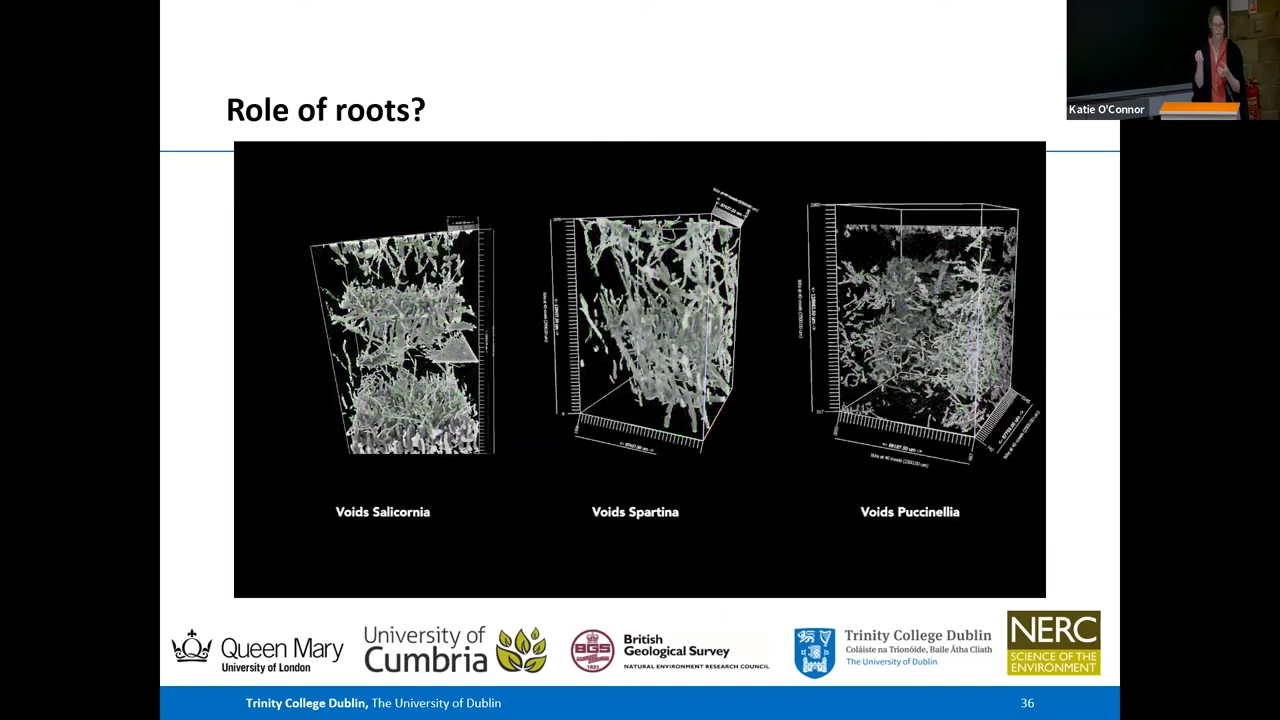 Role of roots?
Katie O'Connor
Voids Salicornia
Voids Spartina
Voids Puccinellia
Queen Mary
University of London
University of
Cumbria
BGS
1835
British
Geological Survey
NATURAL ENVIRONMENT RESEARCH COUNCIL
Trinity College Dublin
Coláiste na Tríonóide, Baile Átha Cliath
The University of Dublin
NERC
SCIENCE OF THE
ENVIRONMENT
Trinity College Dublin, The University of Dublin
36